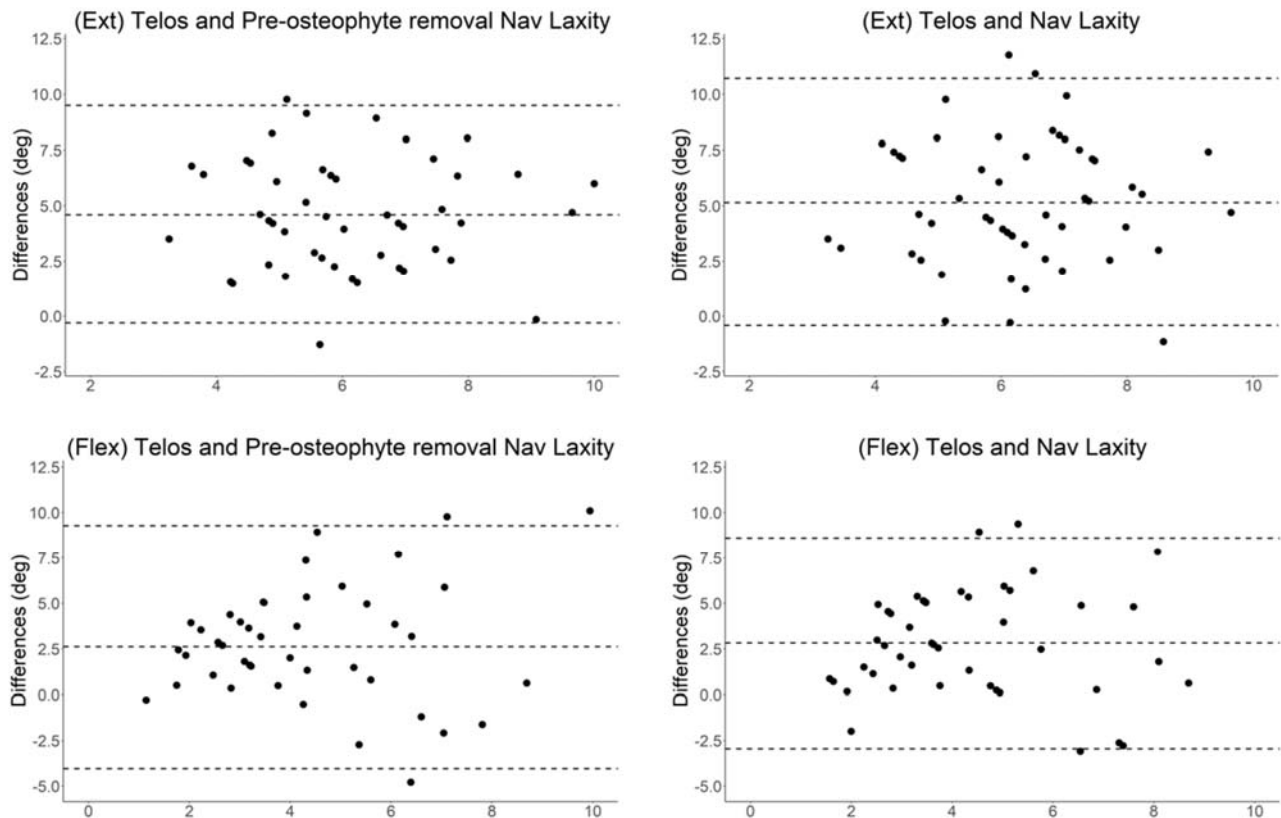 (Ext) Telos and Pre-osteophyte removal Nav Laxity
12.5
10.0
7.5
5.0
2.5
0.0
-2.5
Differences (deg)
2 4 6 8 10
(Ext) Telos and Nav Laxity
12.5
10.0
7.5
5.0
2.5
0.0
-2.5
Differences (deg)
2 4 6 8 10
(Flex) Telos and Pre-osteophyte removal Nav Laxity
12.5
10.0
7.5
5.0
2.5
0.0
-2.5
-5.0
Differences (deg)
0 2 4 6 8 10
(Flex) Telos and Nav Laxity
12.5
10.0
7.5
5.0
2.5
0.0
-2.5
-5.0
Differences (deg)
0 2 4 6 8 10